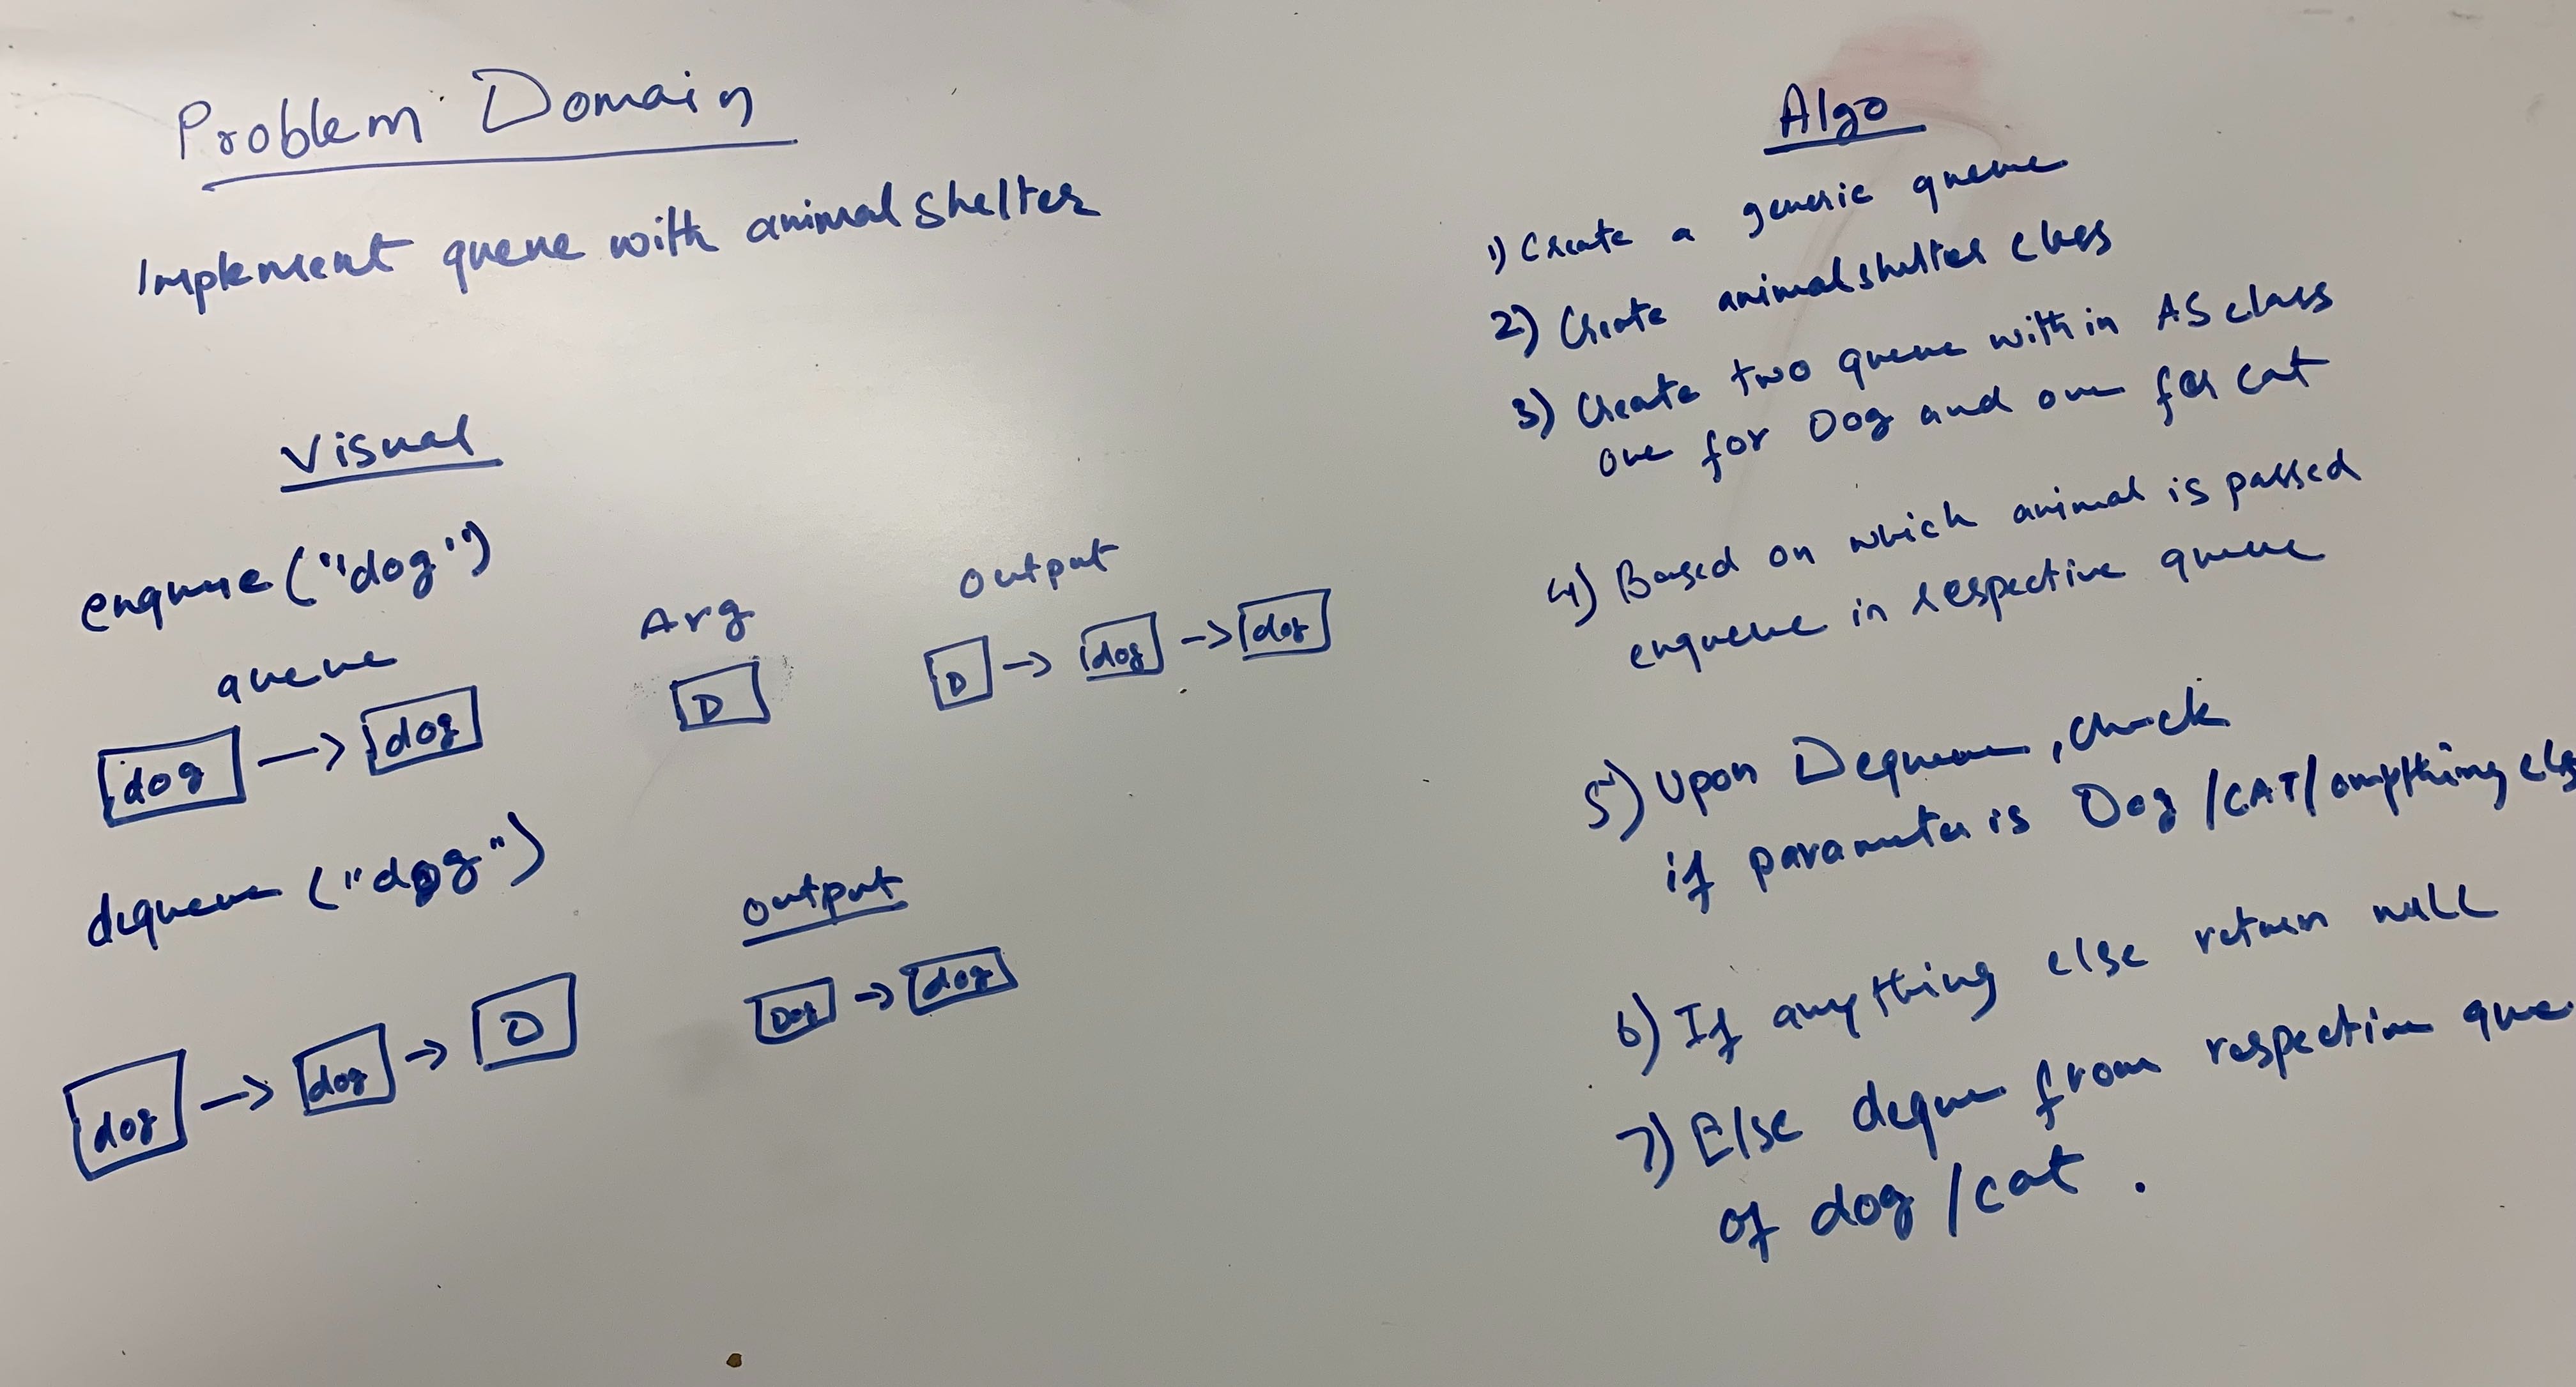 Problem Domain
Implement queue with animal shelter
Visual
enqueue ("dog")
queue
Arg
output
dog -> dog
D
D -> dog -> dog
dequeue ("dog")
output
dog -> dog -> D
Dog -> dog
Algo
1) Create a generic queue
2) Create animalshelter class
3) Create two queue within AS class
one for Dog and one for cat
4) Based on which animal is passed
enqueue in respective queue
5) Upon Dequeue, check
if parameter is Dog /CAT/ anything els
6) If anything else return null
7) Else deque from respective que
of dog /cat .